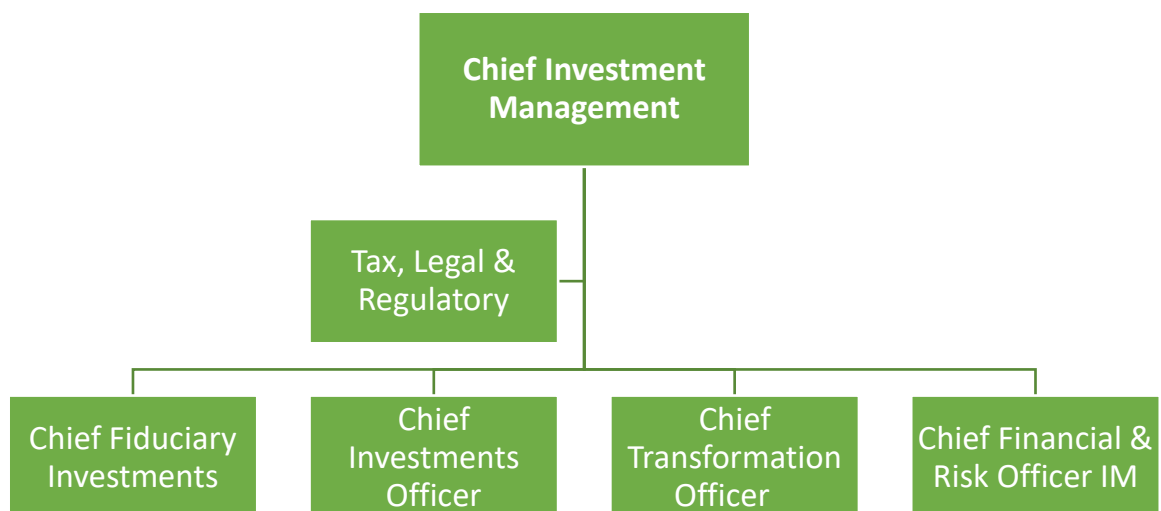 Chief Investment
Management
Tax, Legal &
Regulatory
Chief Fiduciary
Investments
Chief
Investments
Officer
Chief
Transformation
Officer
Chief Financial &
Risk Officer IM